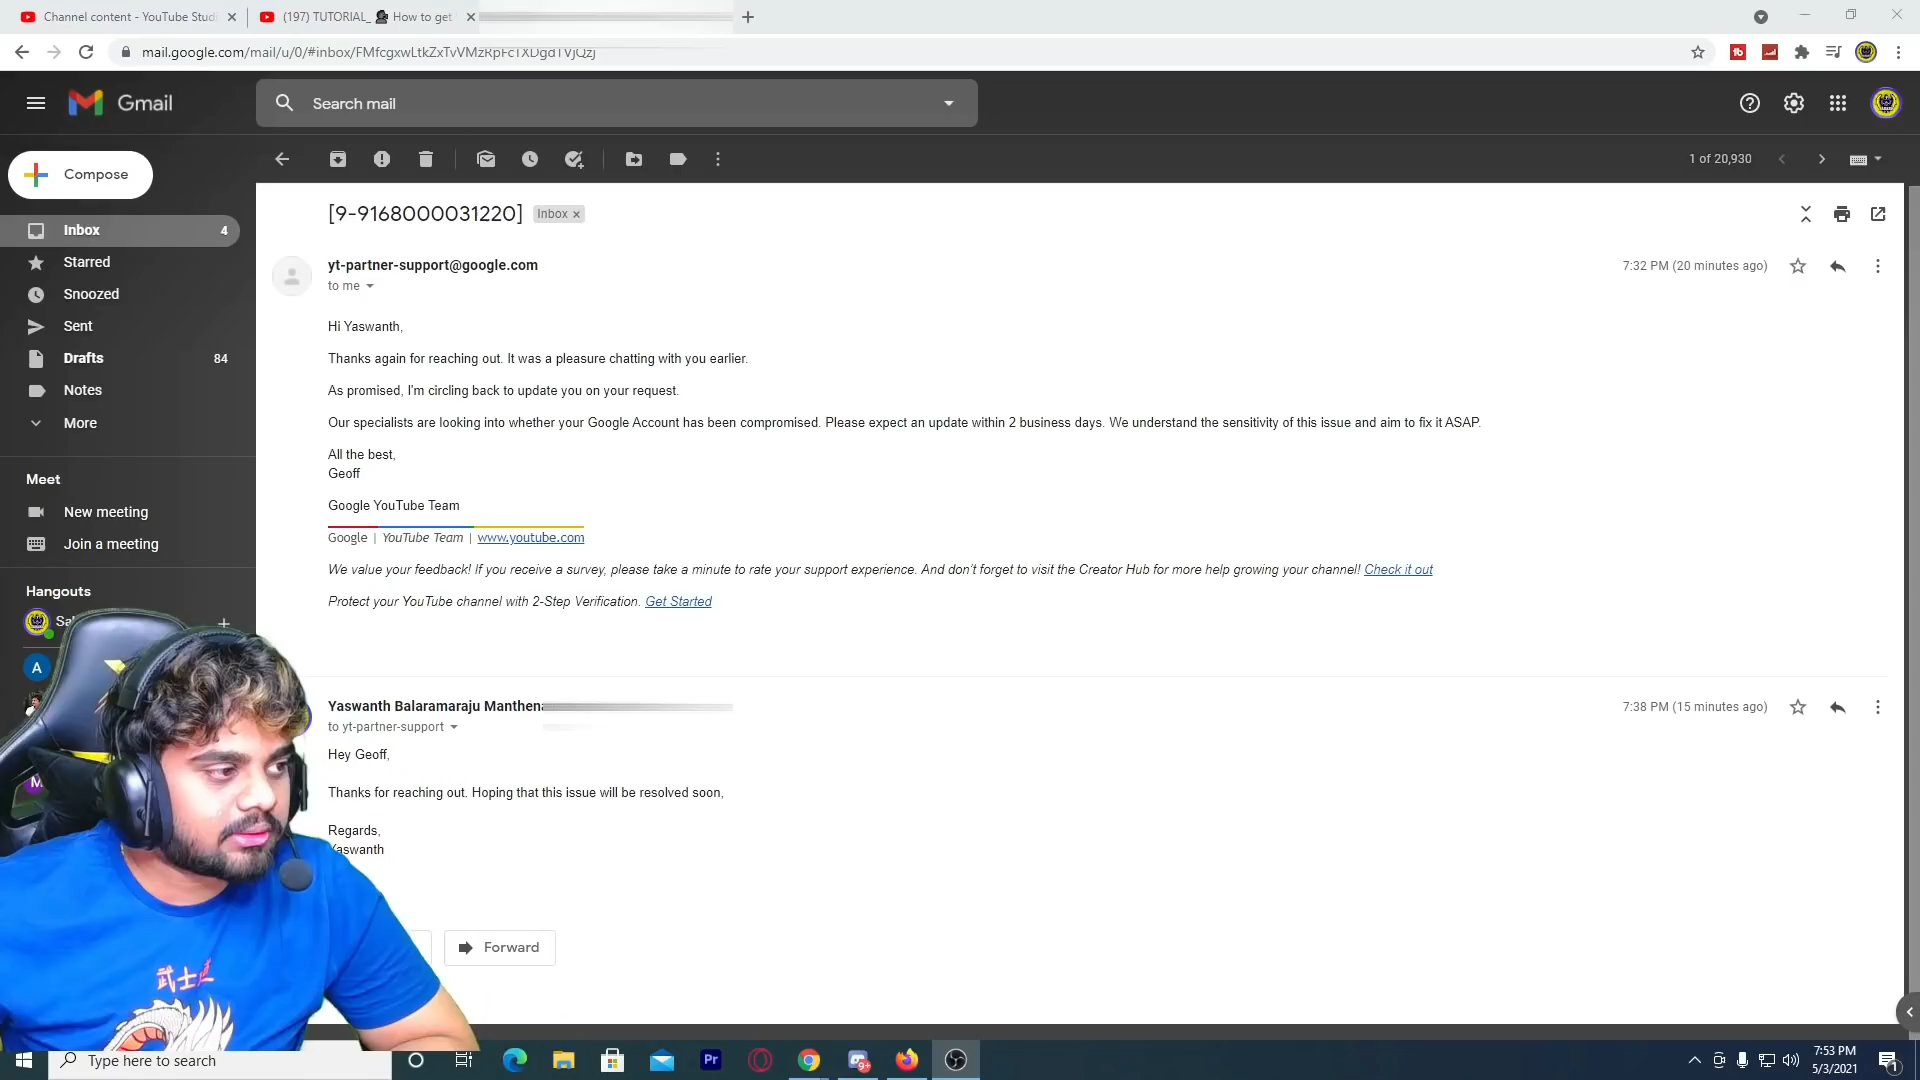 Channel content - YouTube Stud
(197) TUTORIAL_ How to get
mail.google.com/mail/u/0/#inbox/FMfcgxwLtkZxTvVMzRpFcTXDgdTVjQzj
Gmail
Search mail
Compose
1 of 20,930
Inbox 4
Starred
Snoozed
Sent
Drafts 84
Notes
More
Meet
New meeting
Join a meeting
Hangouts
A
M
[9-9168000031220] Inbox ×
yt-partner-support@google.com
7:32 PM (20 minutes ago)
to me
Hi Yaswanth,
Thanks again for reaching out. It was a pleasure chatting with you earlier.
As promised, I'm circling back to update you on your request.
Our specialists are looking into whether your Google Account has been compromised. Please expect an update within 2 business days. We understand the sensitivity of this issue and aim to fix it ASAP.
All the best,
Geoff
Google YouTube Team
Google | YouTube Team | www.youtube.com
We value your feedback! If you receive a survey, please take a minute to rate your support experience. And don't forget to visit the Creator Hub for more help growing your channel! Check it out
Protect your YouTube channel with 2-Step Verification. Get Started
Yaswanth Balaramaraju Manthena
7:38 PM (15 minutes ago)
to yt-partner-support
Hey Geoff,
Thanks for reaching out. Hoping that this issue will be resolved soon,
Regards,
Yaswanth
Forward
武士道
Type here to search
Pr
9+
7:53 PM
5/3/2021
1